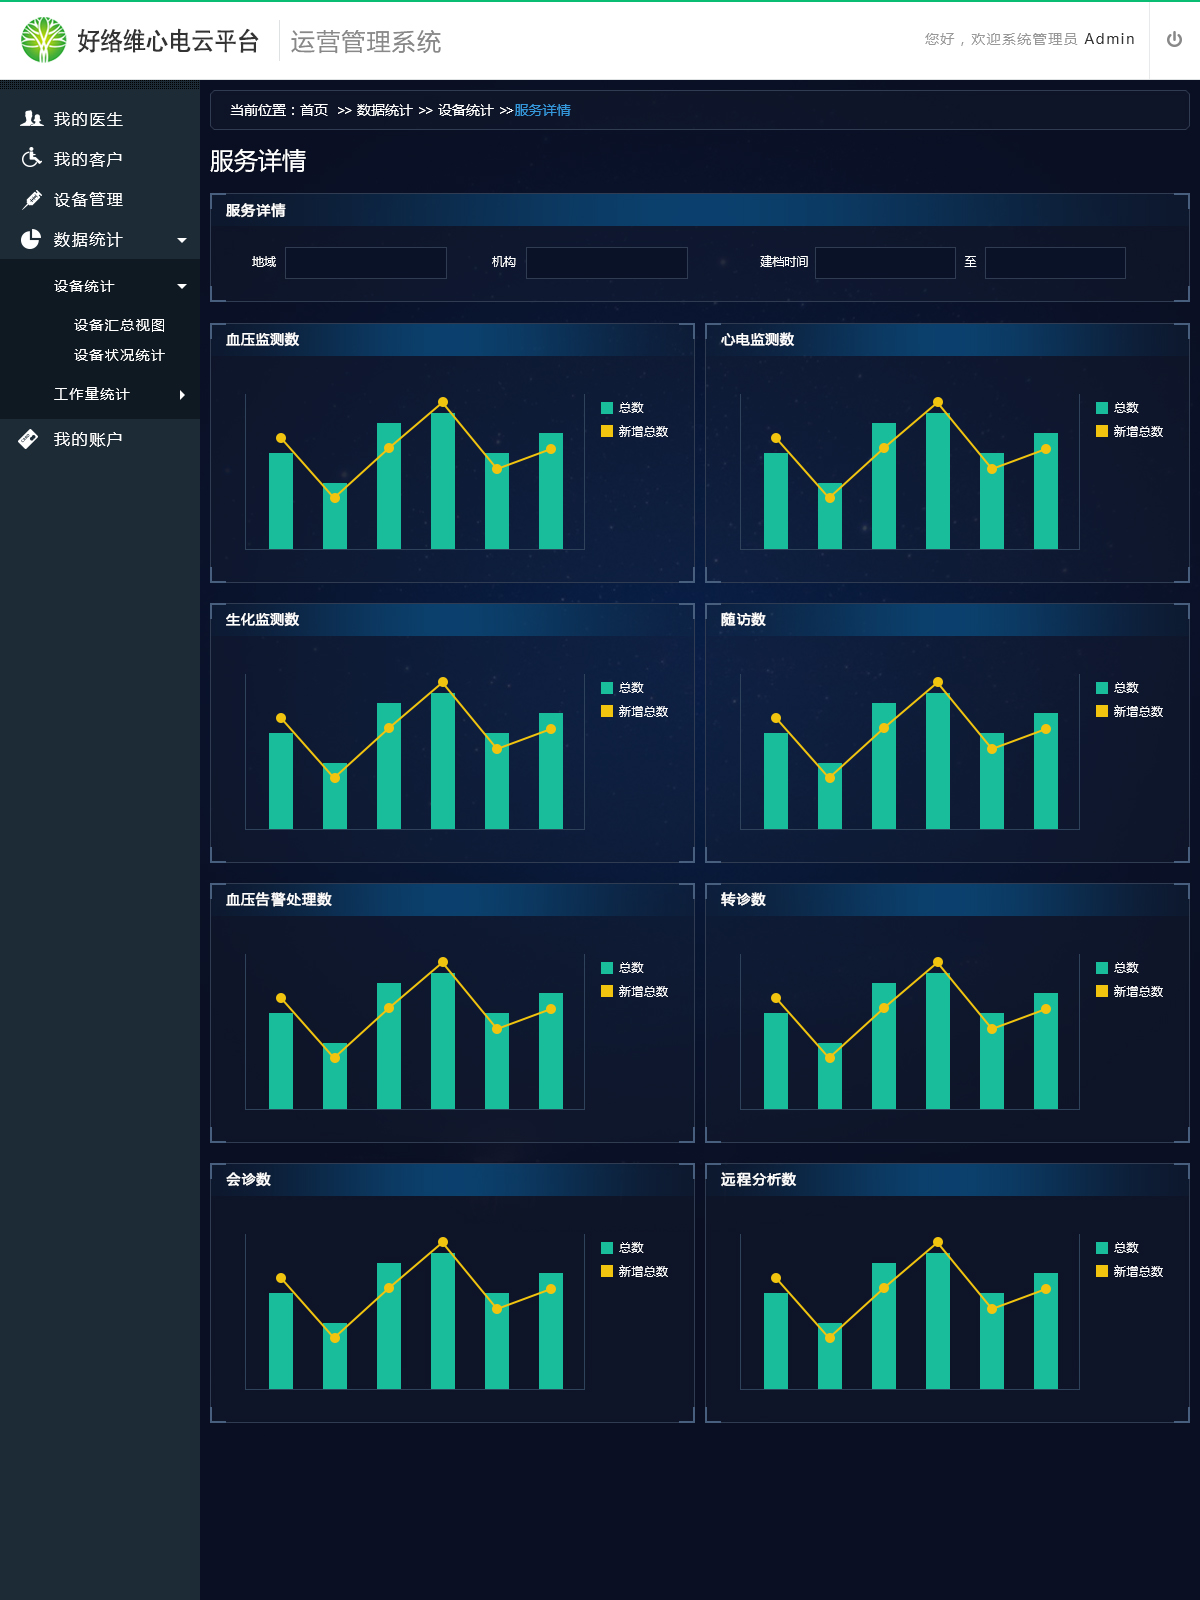 好络维心电云平台
运营管理系统
您好，欢迎系统管理员 Admin
我的医生
我的客户
设备管理
数据统计
设备统计
设备汇总视图
设备状况统计
工作量统计
我的账户
当前位置：首页 >> 数据统计 >> 设备统计 >>服务详情
服务详情
服务详情
地域 机构 建档时间 至
血压监测数
总数
新增总数
心电监测数
总数
新增总数
生化监测数
总数
新增总数
随访数
总数
新增总数
血压告警处理数
总数
新增总数
转诊数
总数
新增总数
会诊数
总数
新增总数
远程分析数
总数
新增总数